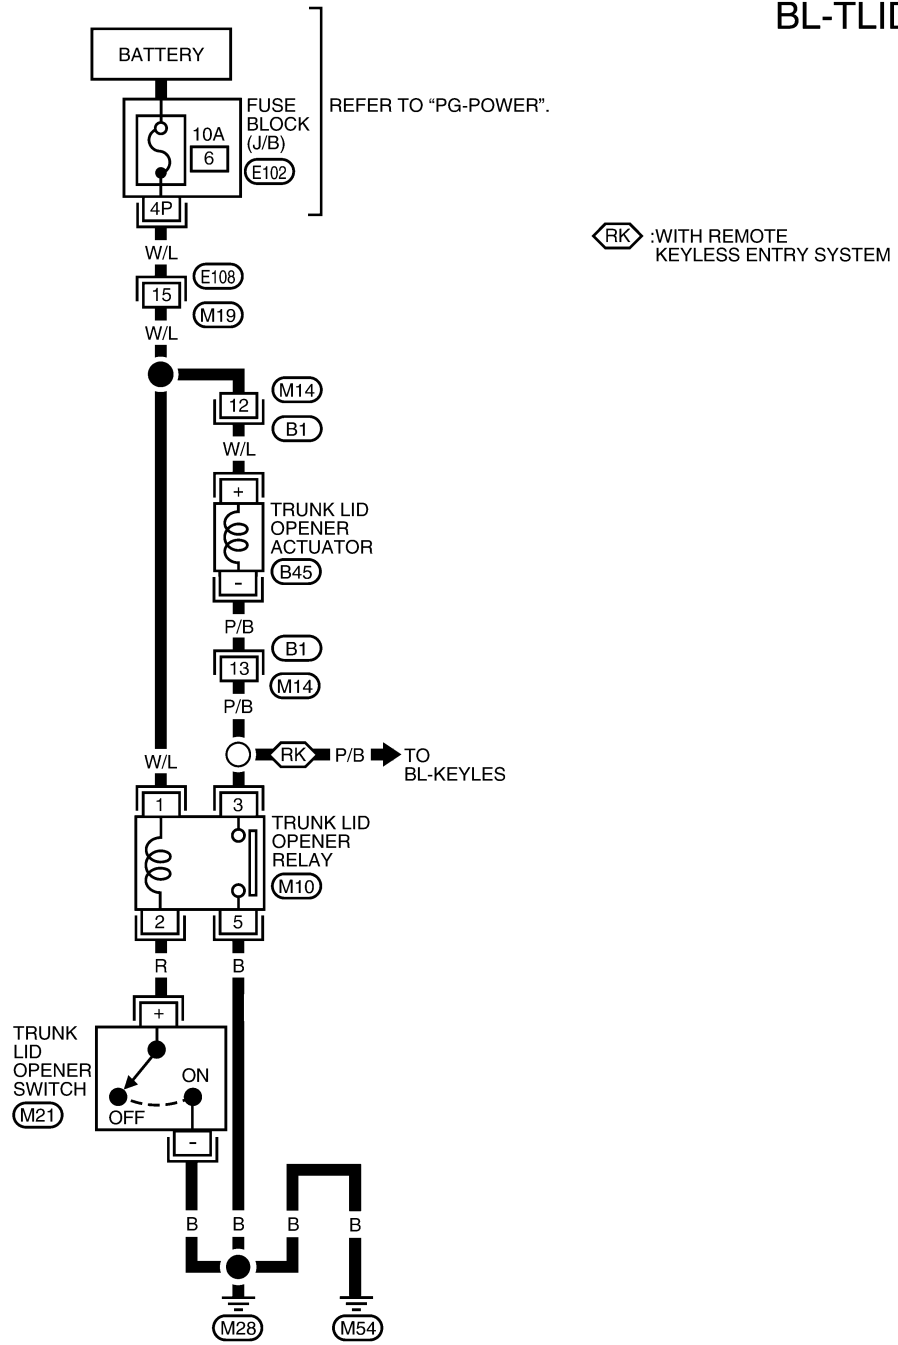 BL-TLID
BATTERY
FUSE
BLOCK
(J/B)
E102
10A
6
REFER TO “PG-POWER”.
4P
W/L
RK :WITH REMOTE
KEYLESS ENTRY SYSTEM
E108
15
M19
W/L
M14
12
B1
W/L
+
TRUNK LID
OPENER
ACTUATOR
B45
-
P/B
B1
13
M14
P/B
RK P/B TO
BL-KEYLES
W/L
1 3
TRUNK LID
OPENER
RELAY
M10
2 5
R B
+
TRUNK
LID
OPENER
SWITCH
M21
ON
OFF
-
B B B B
M28 M54